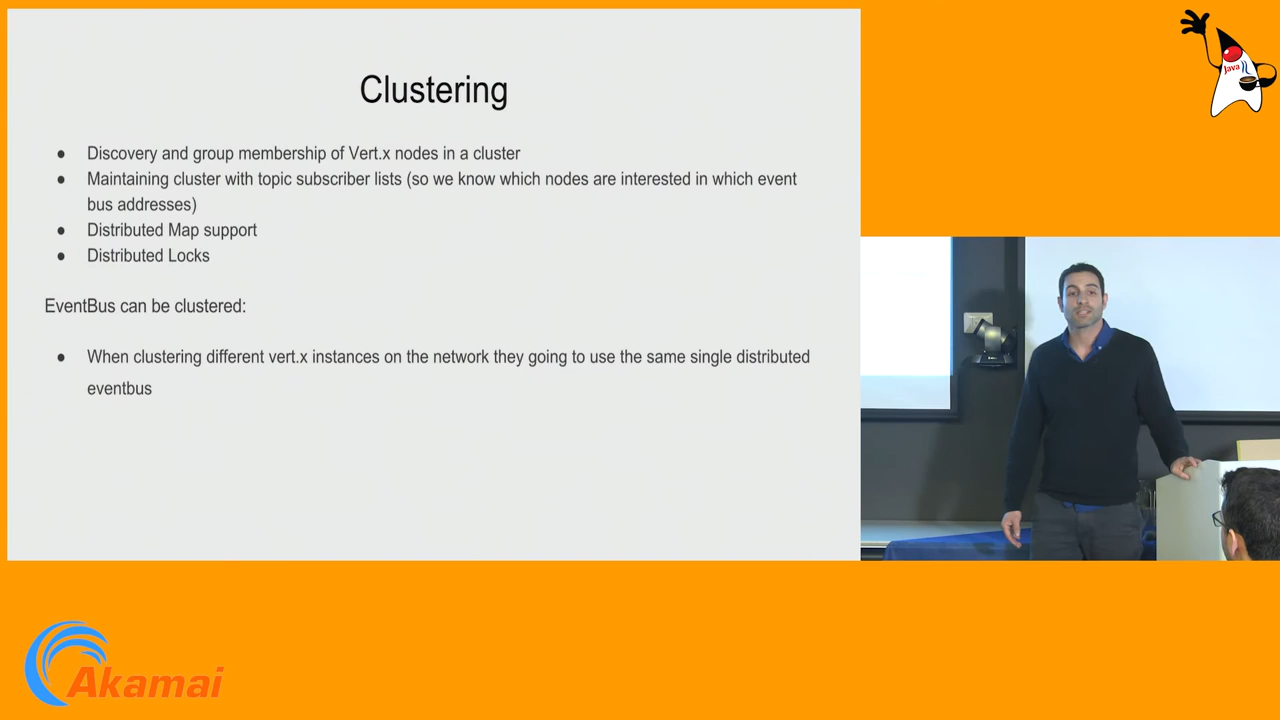 Clustering
● Discovery and group membership of Vert.x nodes in a cluster
● Maintaining cluster with topic subscriber lists (so we know which nodes are interested in which event
bus addresses)
● Distributed Map support
● Distributed Locks
EventBus can be clustered:
● When clustering different vert.x instances on the network they going to use the same single distributed
eventbus
Java
Akamai